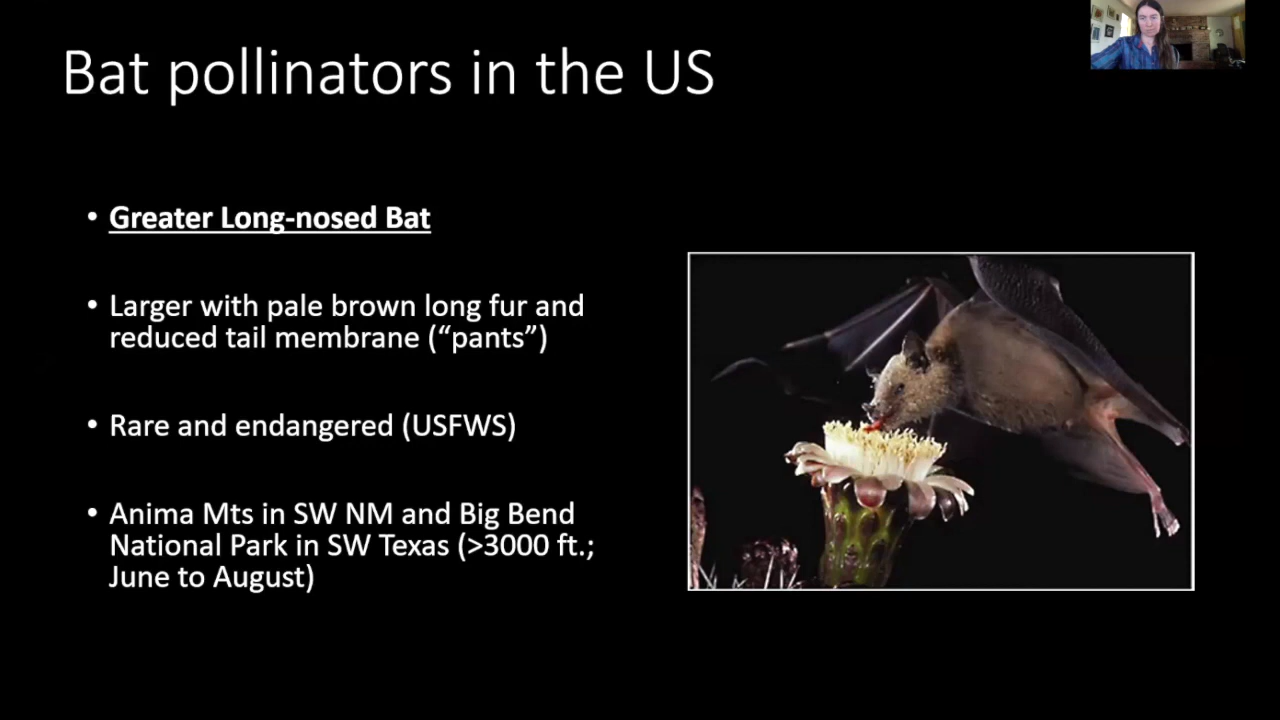 Bat pollinators in the US
• Greater Long-nosed Bat
• Larger with pale brown long fur and
reduced tail membrane (“pants”)
• Rare and endangered (USFWS)
• Anima Mts in SW NM and Big Bend
National Park in SW Texas (>3000 ft.;
June to August)